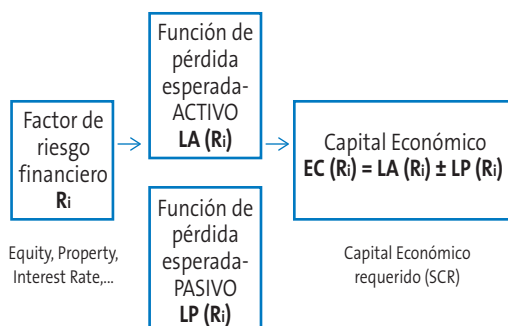 Factor de
riesgo
financiero
Ri
Equity, Property,
Interest Rate,...
Función de
pérdida
esperada-
ACTIVO
LA (Ri)
Función de
pérdida
esperada-
PASIVO
LP (Ri)
Capital Económico
EC (Ri) = LA (Ri) ± LP (Ri)
Capital Económico
requerido (SCR)